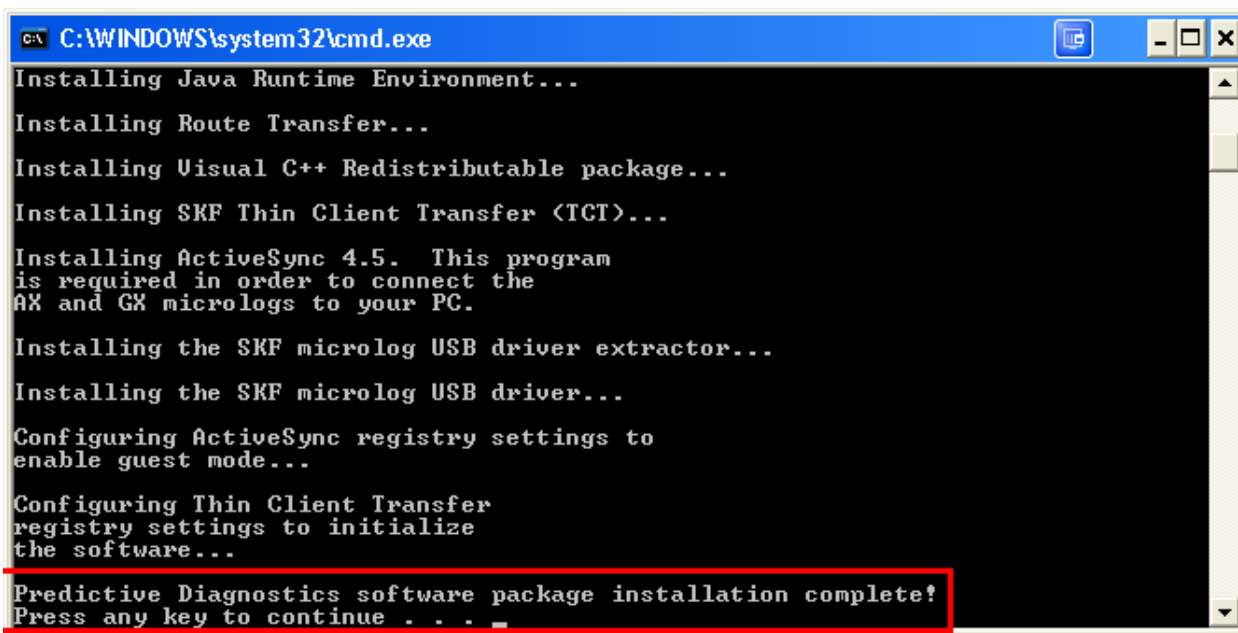 C:\WINDOWS\system32\cmd.exe
Installing Java Runtime Environment...
Installing Route Transfer...
Installing Visual C++ Redistributable package...
Installing SKF Thin Client Transfer (TCT)...
Installing ActiveSync 4.5.  This program
is required in order to connect the
AX and GX micrologs to your PC.
Installing the SKF microlog USB driver extractor...
Installing the SKF microlog USB driver...
Configuring ActiveSync registry settings to
enable guest mode...
Configuring Thin Client Transfer
registry settings to initialize
the software...
Predictive Diagnostics software package installation complete!
Press any key to continue . . . _